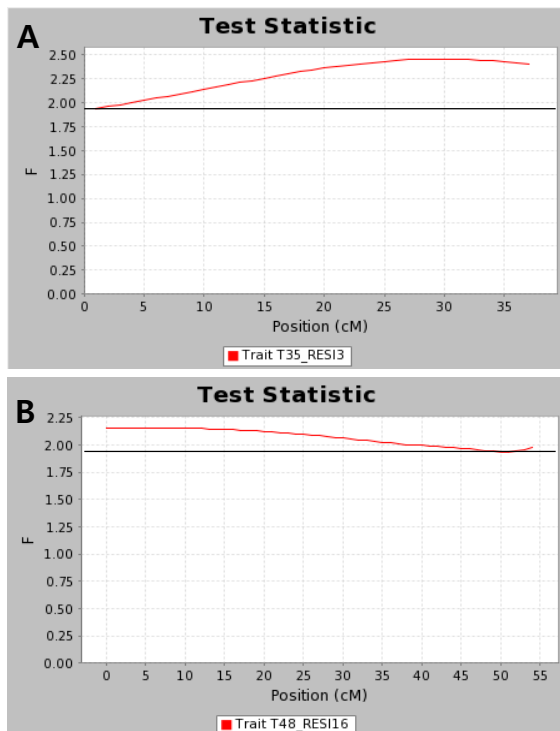 A
Test Statistic
2.50
2.25
2.00
1.75
1.50
1.25
1.00
0.75
0.50
0.25
0.00
F
0 5 10 15 20 25 30 35
Position (cM)
Trait T35_RESI3
B
Test Statistic
2.25
2.00
1.75
1.50
1.25
1.00
0.75
0.50
0.25
0.00
F
0 5 10 15 20 25 30 35 40 45 50 55
Position (cM)
Trait T48_RESI16